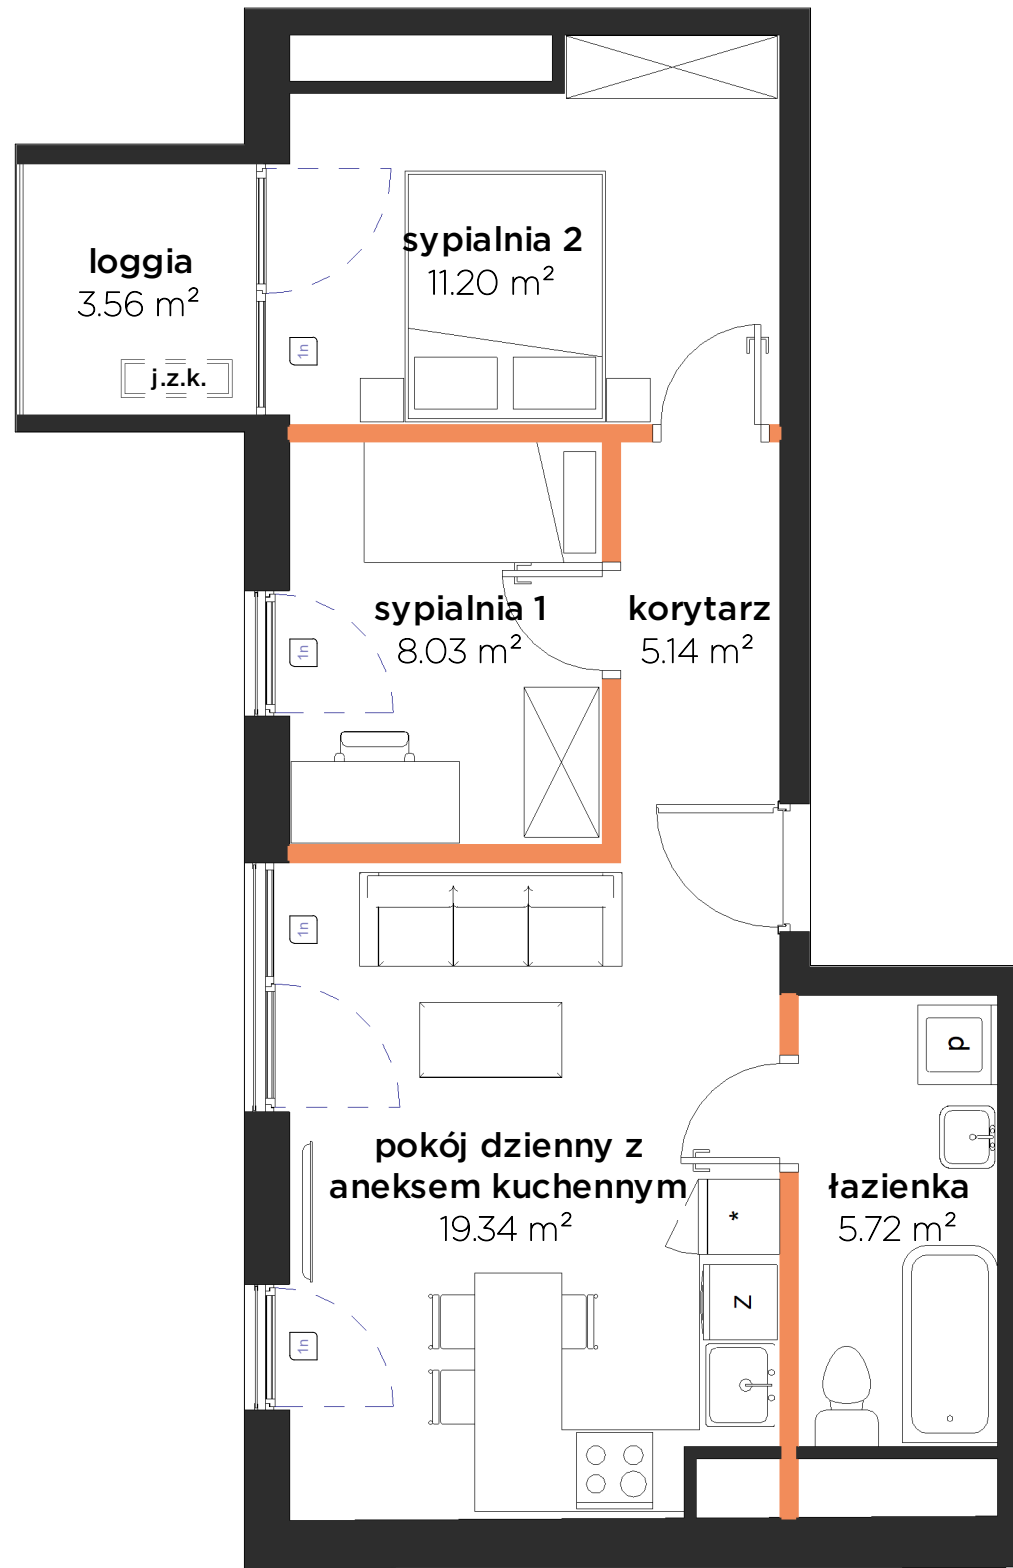 sypialnia 2
11.20 m²
loggia
3.56 m²
j.z.k.
1n
sypialnia 1
8.03 m²
korytarz
5.14 m²
1n
1n
p
pokój dzienny z
aneksem kuchennym
19.34 m²
łazienka
5.72 m²
*
Z
1n